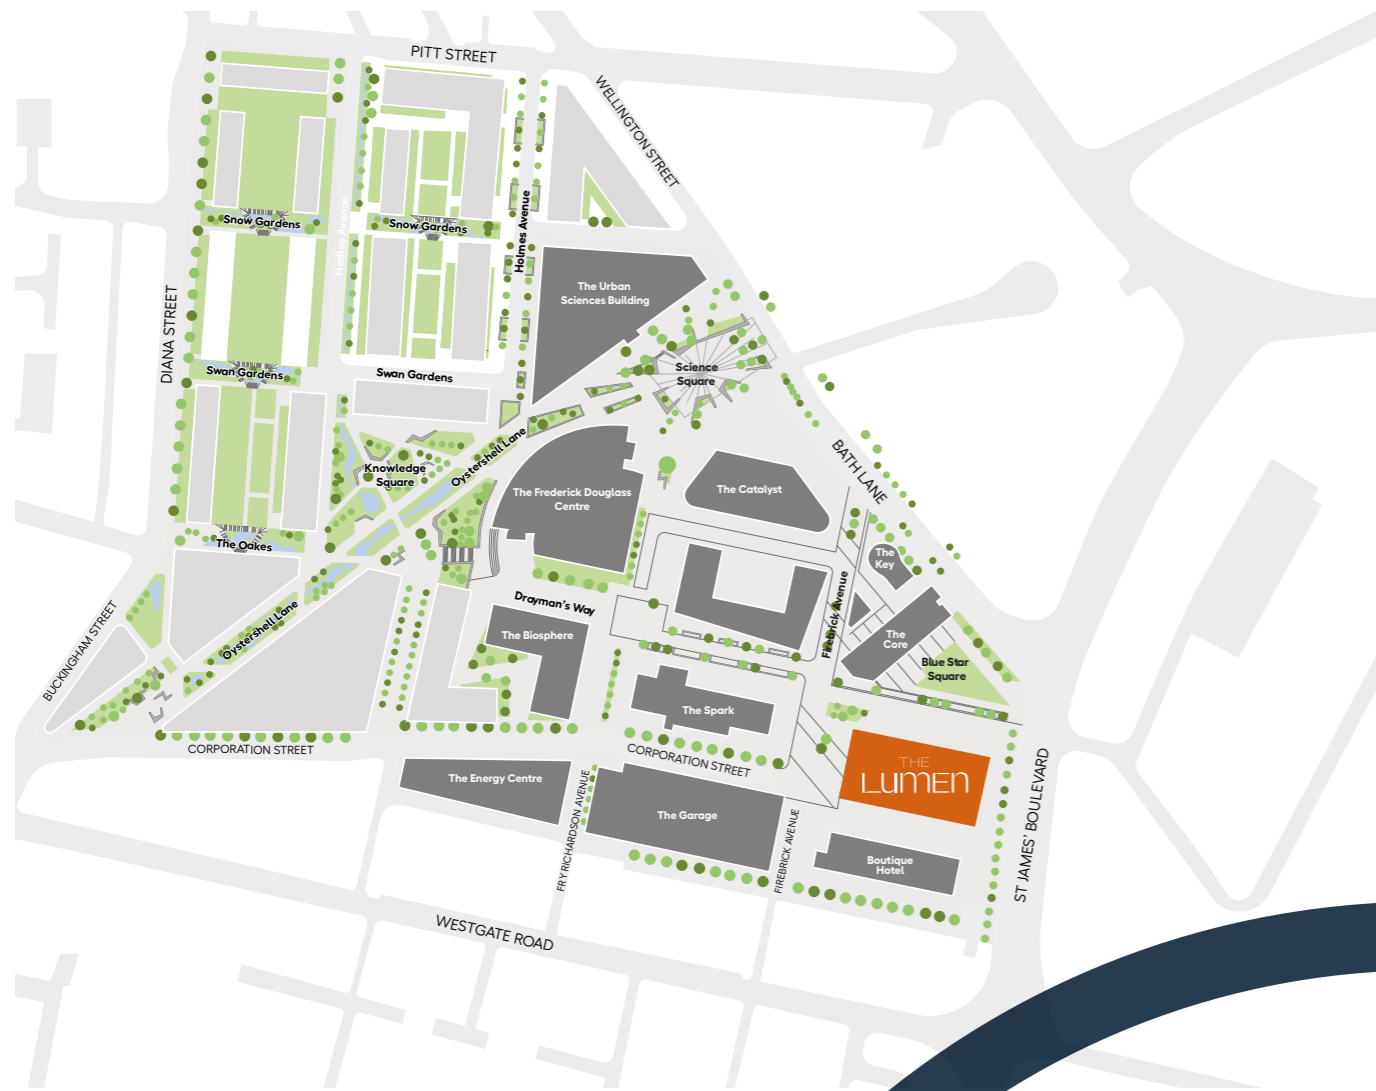 PITT STREET
WELLINGTON STREET
Hedley Avenue
Holmes Avenue
Snow Gardens
Snow Gardens
DIANA STREET
The Urban
Sciences Building
Science
Square
Swan Gardens
Swan Gardens
BATH LANE
Oystershell Lane
Knowledge
Square
The Frederick Douglass
Centre
The Catalyst
The Oakes
The
Key
Firebrick Avenue
Drayman's Way
BUCKINGHAM STREET
Oystershell Lane
The Biosphere
The
Core
Blue Star
Square
The Spark
CORPORATION STREET
CORPORATION STREET
THE
LUMEN
The Energy Centre
FRY RICHARDSON AVENUE
The Garage
FIREBRICK AVENUE
ST JAMES' BOULEVARD
Boutique
Hotel
WESTGATE ROAD